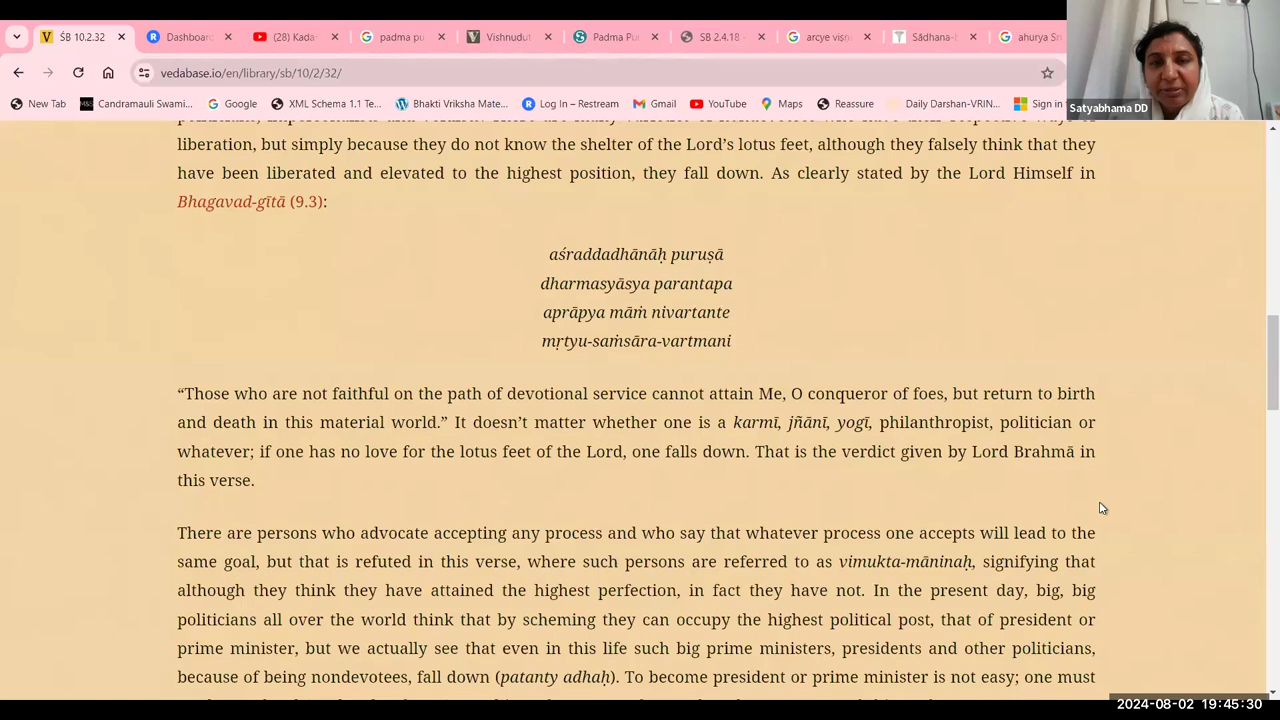 ŚB 10.2.32
Dashboar
(28) Kada
padma pu
Vishnudut
Padma Pu
SB 2.4.18 -
arcye viṣṇ
Sādhana-
ahurya Sr
vedabase.io/en/library/sb/10/2/32/
New Tab
Candramauli Swami...
Google
XML Schema 1.1 Te...
Bhakti Vriksha Mate...
Log In – Restream
Gmail
YouTube
Maps
Reassure
Daily Darshan-VRIN...
Sign in
Satyabhama DD
liberation, but simply because they do not know the shelter of the Lord’s lotus feet, although they falsely think that they
have been liberated and elevated to the highest position, they fall down. As clearly stated by the Lord Himself in
Bhagavad-gītā (9.3):
aśraddadhānāḥ puruṣā
dharmasyāsya parantapa
aprāpya māṁ nivartante
mṛtyu-saṁsāra-vartmani
“Those who are not faithful on the path of devotional service cannot attain Me, O conqueror of foes, but return to birth
and death in this material world.” It doesn’t matter whether one is a karmī, jñānī, yogī, philanthropist, politician or
whatever; if one has no love for the lotus feet of the Lord, one falls down. That is the verdict given by Lord Brahmā in
this verse.
There are persons who advocate accepting any process and who say that whatever process one accepts will lead to the
same goal, but that is refuted in this verse, where such persons are referred to as vimukta-māninaḥ, signifying that
although they think they have attained the highest perfection, in fact they have not. In the present day, big, big
politicians all over the world think that by scheming they can occupy the highest political post, that of president or
prime minister, but we actually see that even in this life such big prime ministers, presidents and other politicians,
because of being nondevotees, fall down (patanty adhaḥ). To become president or prime minister is not easy; one must
2024-08-02 19:45:30